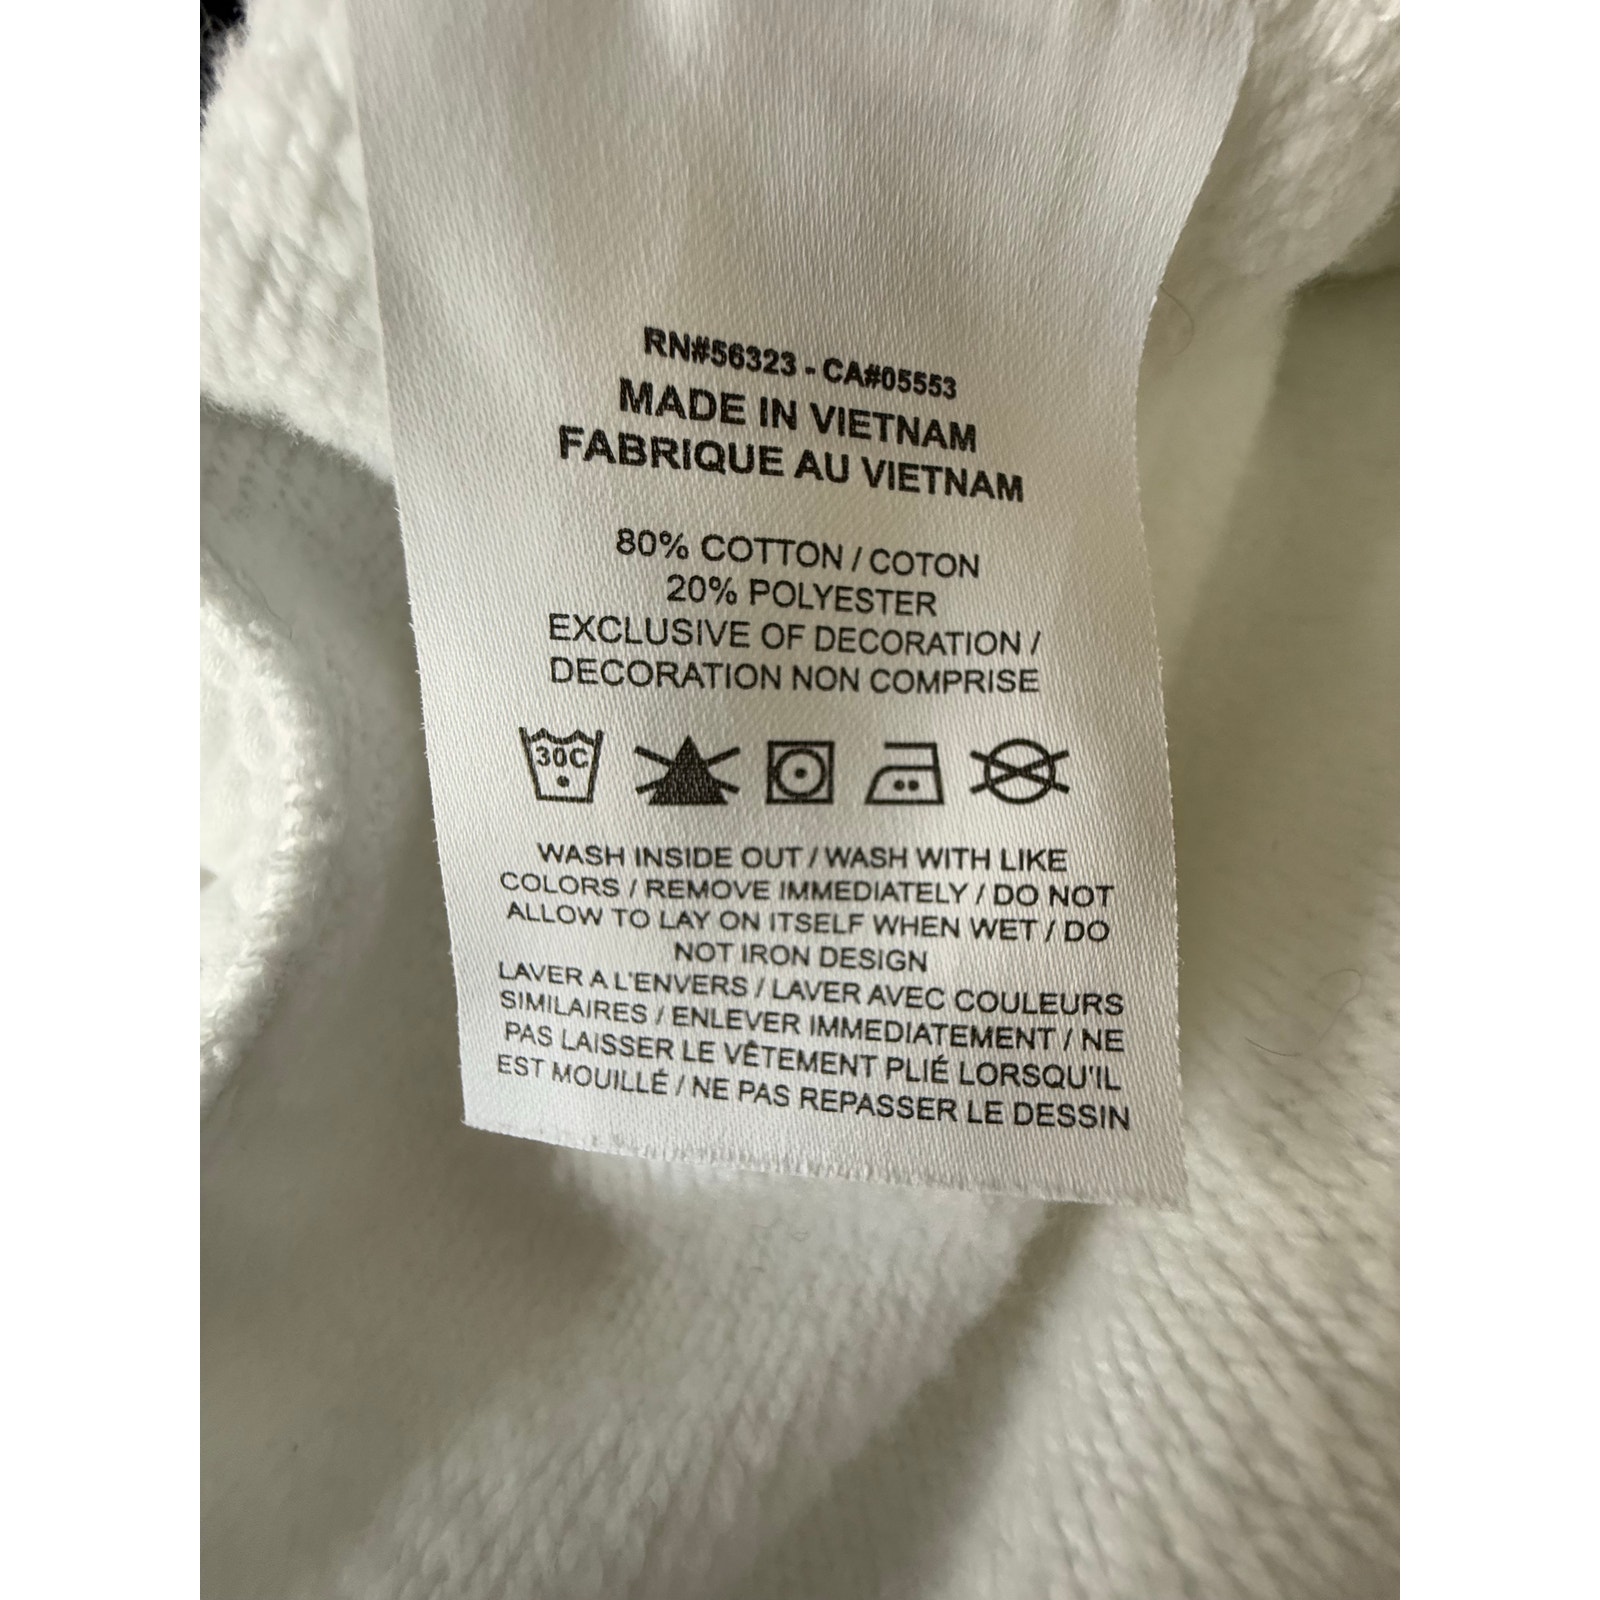 RN#56323 - CA#05553
MADE IN VIETNAM
FABRIQUE AU VIETNAM
80% COTTON / COTON
20% POLYESTER
EXCLUSIVE OF DECORATION /
DECORATION NON COMPRISE
30C
WASH INSIDE OUT / WASH WITH LIKE
COLORS / REMOVE IMMEDIATELY / DO NOT
ALLOW TO LAY ON ITSELF WHEN WET / DO
NOT IRON DESIGN
LAVER A L'ENVERS / LAVER AVEC COULEURS
SIMILAIRES / ENLEVER IMMEDIATEMENT / NE
PAS LAISSER LE VÊTEMENT PLIÉ LORSQU'IL
EST MOUILLÉ / NE PAS REPASSER LE DESSIN